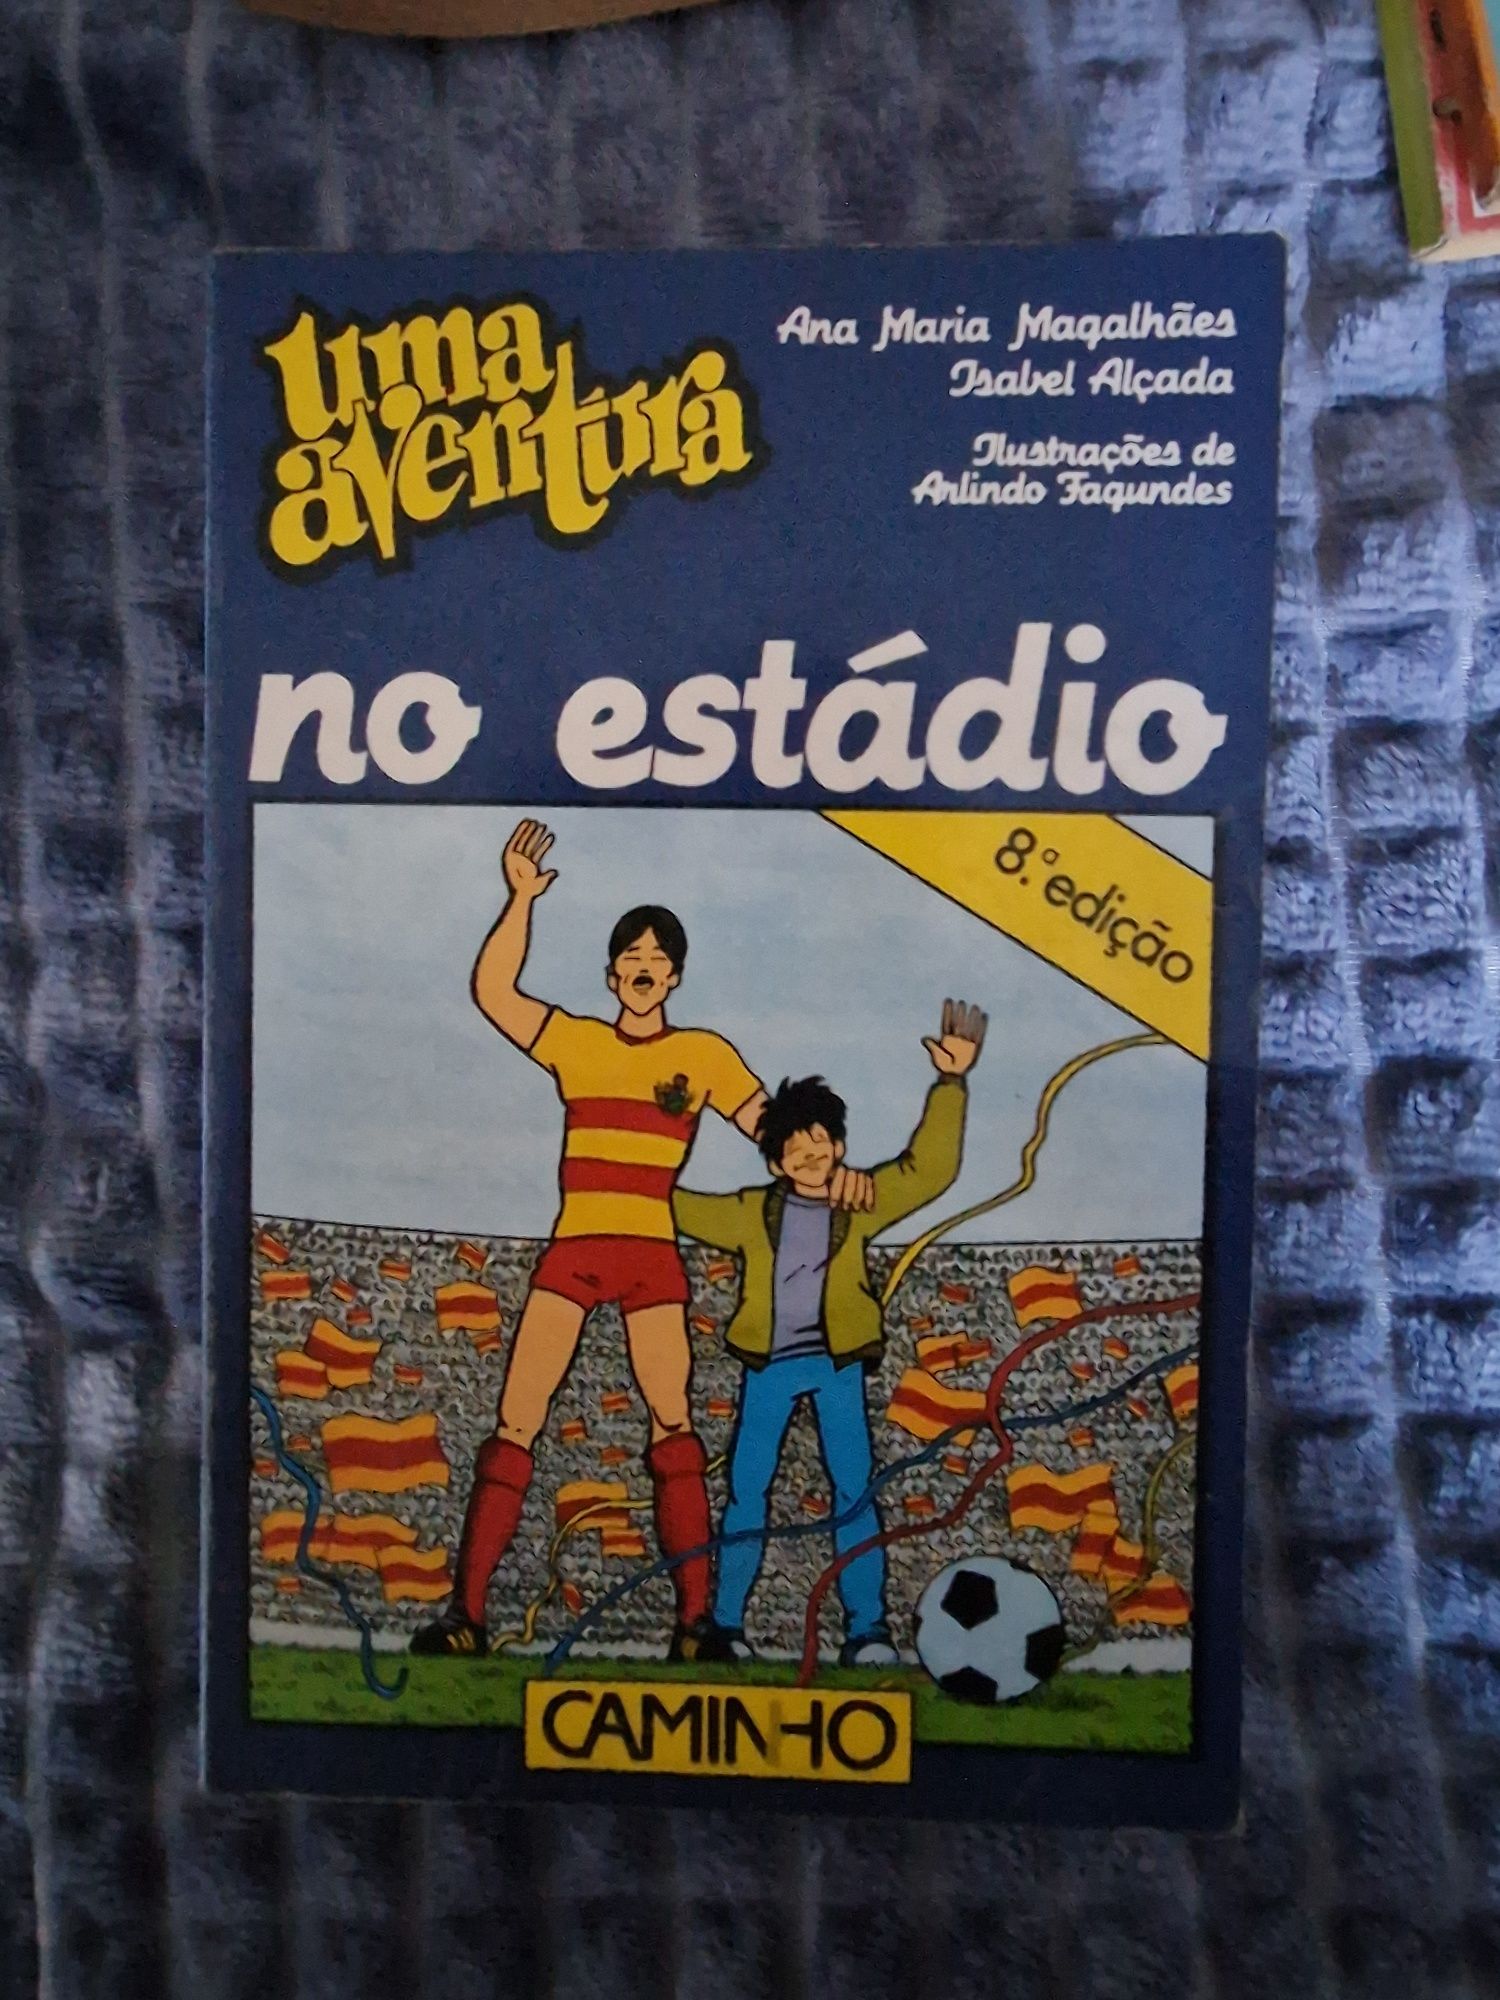 uma
aventura
Ana Maria Magalhães
Isabel Alçada
Ilustrações de
Arlindo Fagundes
no estádio
8.ª edição
CAMINHO